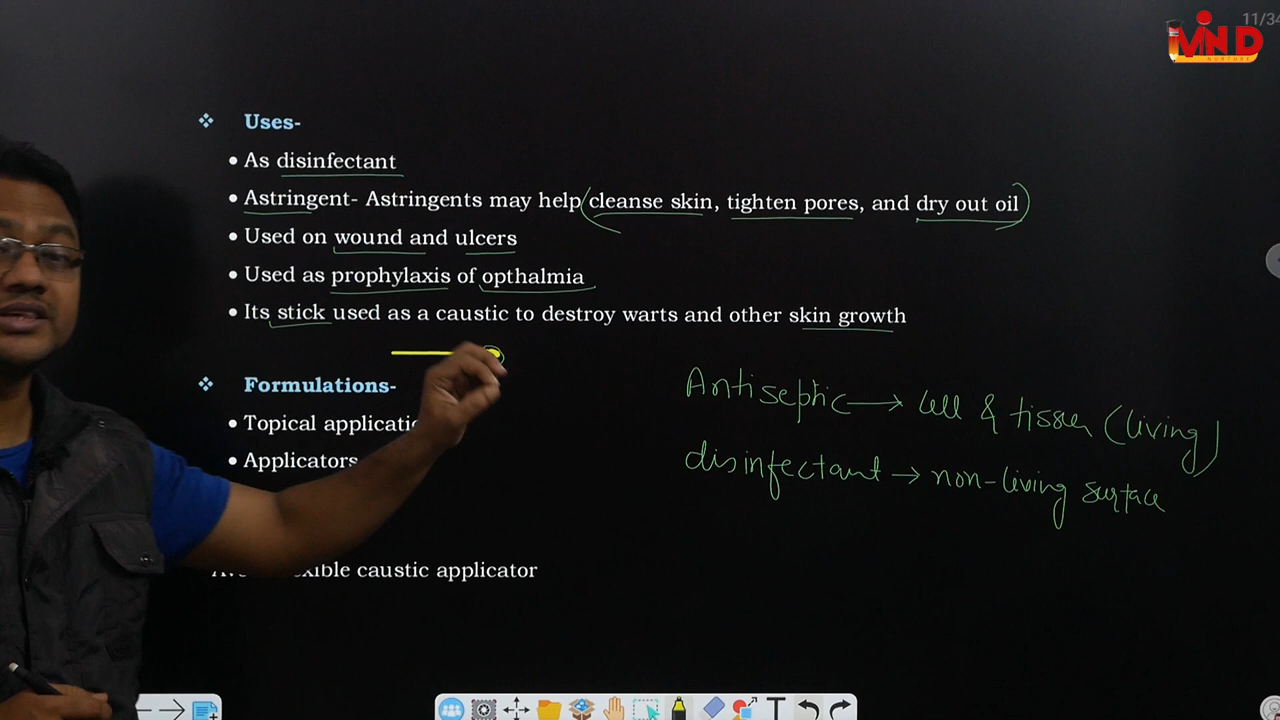 11/34
MIND
NURTURE
❖ Uses-
• As disinfectant
• Astringent- Astringents may help cleanse skin, tighten pores, and dry out oil
• Used on wound and ulcers
• Used as prophylaxis of opthalmia
• Its stick used as a caustic to destroy warts and other skin growth
❖ Formulations-
• Topical
Antiseptic → cell & tissue (living)
• Applicators
disinfectant → non-living surface
caustic applicator